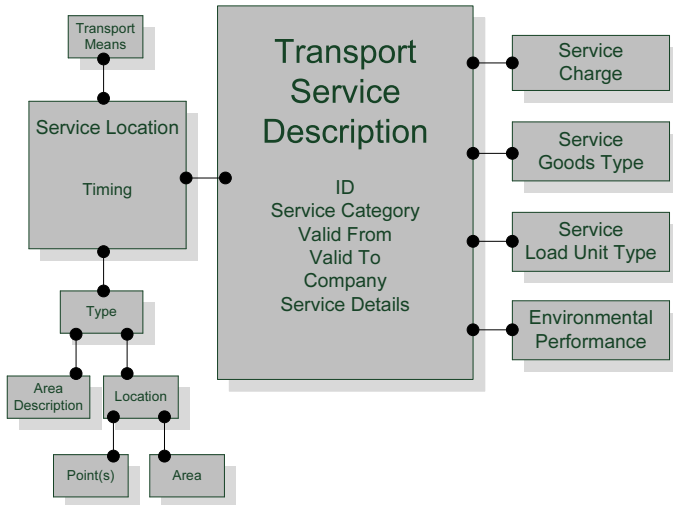 Transport
Means
Service Location
Timing
Type
Area
Description
Location
Point(s)
Area
Transport
Service
Description
ID
Service Category
Valid From
Valid To
Company
Service Details
Service
Charge
Service
Goods Type
Service
Load Unit Type
Environmental
Performance